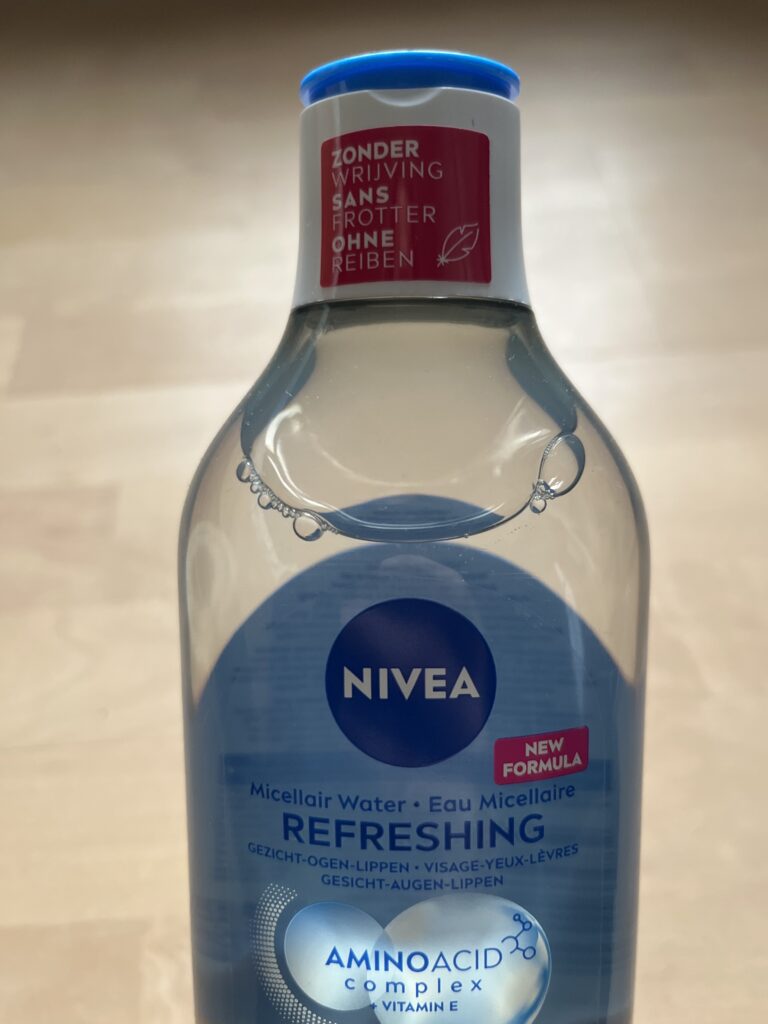 ZONDER
WRIJVING
SANS
FROTTER
OHNE
REIBEN
NIVEA
NEW
FORMULA
Micellair Water • Eau Micellaire
REFRESHING
GEZICHT-OGEN-LIPPEN • VISAGE-YEUX-LÈVRES
GESICHT-AUGEN-LIPPEN
AMINOACID
complex
+ VITAMIN E